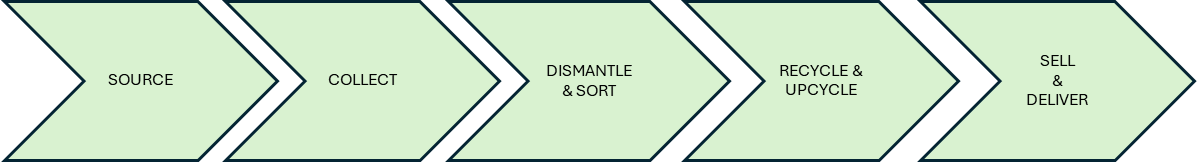 SOURCE
COLLECT
DISMANTLE
& SORT
RECYCLE &
UPCYCLE
SELL
&
DELIVER